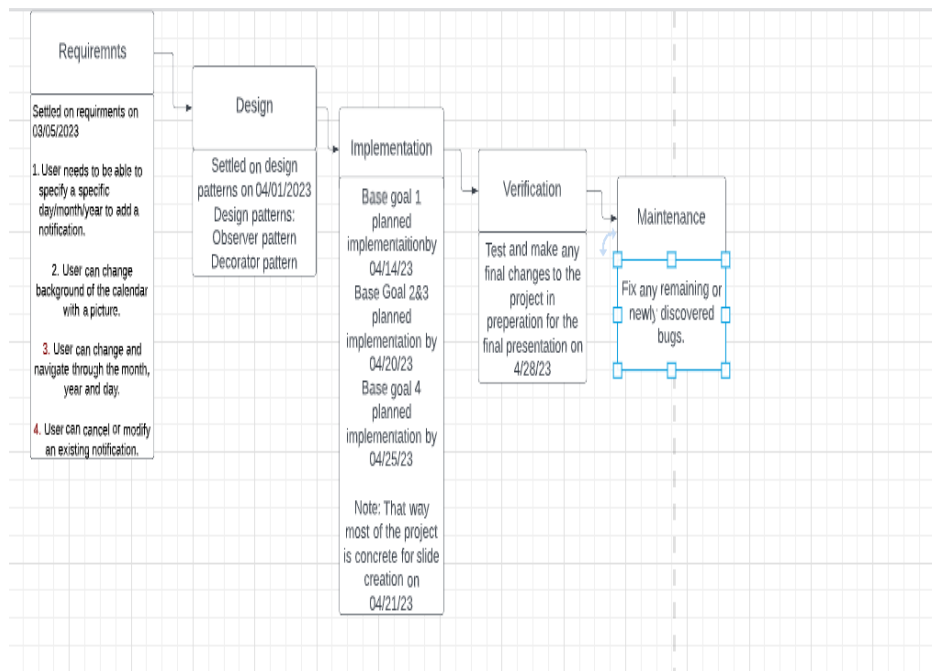 Requiremnts
Settled on requirments on
03/05/2023
1. User needs to be able to
specify a specific
day/month/year to add a
notification.
2. User can change
background of the calendar
with a picture.
3. User can change and
navigate through the month,
year and day.
4. User can cancel or modify
an existing notification.
Design
Settled on design
patterns on 04/01/2023
Design patterns:
Observer pattern
Decorator pattern
Implementation
Base goal 1
planned
implementaitionby
04/14/23
Base Goal 2&3
planned
implementation by
04/20/23
Base goal 4
planned
implementation by
04/25/23
Note: That way
most of the project
is concrete for slide
creation on
04/21/23
Verification
Test and make any
final changes to the
project in
preperation for the
final presentation on
4/28/23
Maintenance
Fix any remaining or
newly discovered
bugs.